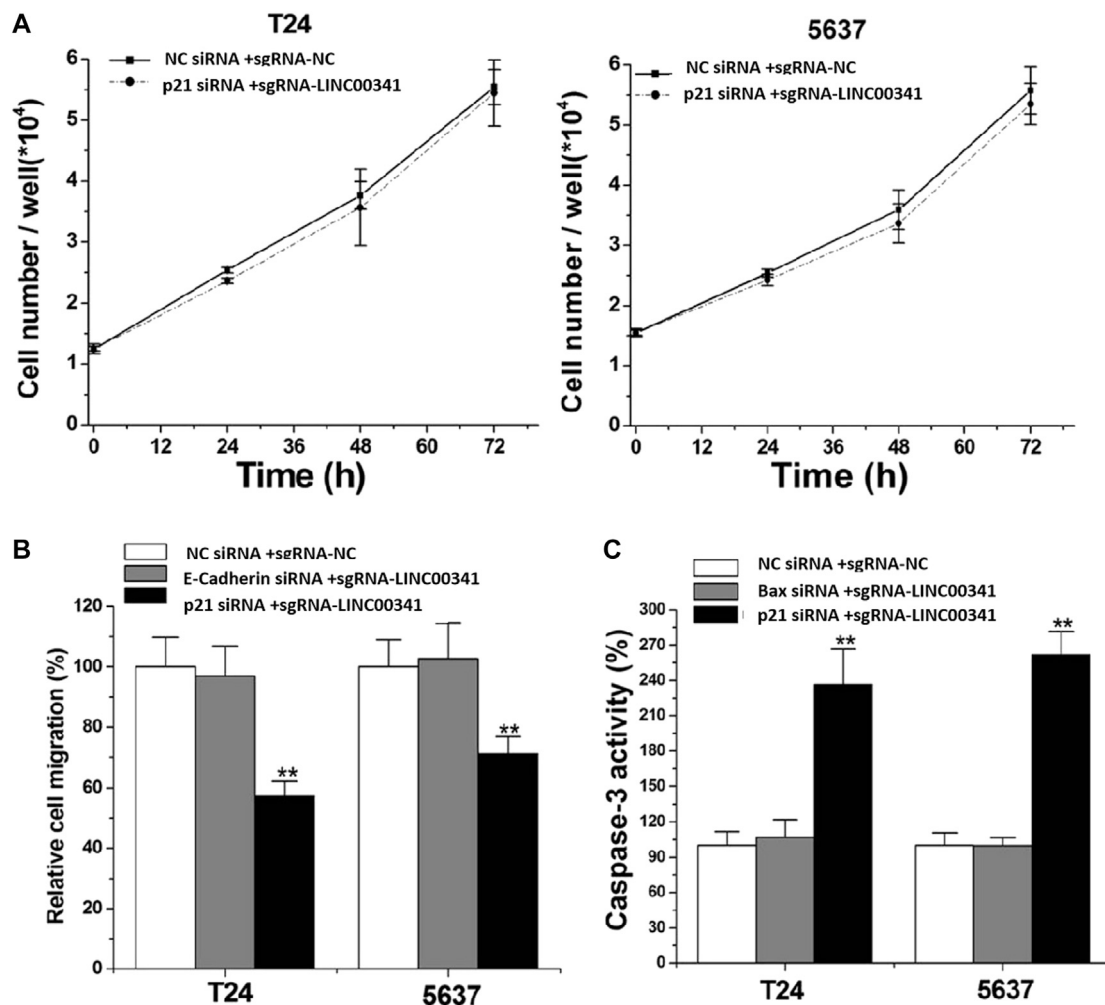 A
T24
NC siRNA +sgRNA-NC
p21 siRNA +sgRNA-LINC00341
Cell number / well(*10^4)
6
5
4
3
2
1
0
0 12 24 36 48 60 72
Time (h)
5637
NC siRNA +sgRNA-NC
p21 siRNA +sgRNA-LINC00341
Cell number / well(*10^4)
6
5
4
3
2
1
0
0 12 24 36 48 60 72
Time (h)
B
NC siRNA +sgRNA-NC
E-Cadherin siRNA +sgRNA-LINC00341
p21 siRNA +sgRNA-LINC00341
Relative cell migration (%)
120
100
80
60
40
20
0
**
**
T24 5637
C
NC siRNA +sgRNA-NC
Bax siRNA +sgRNA-LINC00341
p21 siRNA +sgRNA-LINC00341
Caspase-3 activity (%)
300
270
240
210
180
150
120
90
60
30
0
**
**
T24 5637